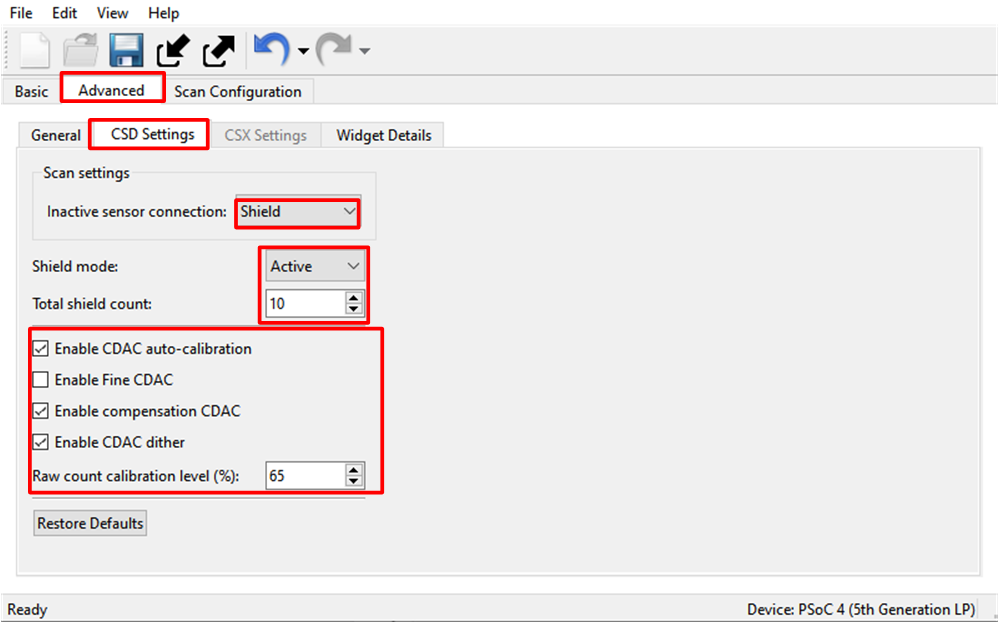 File Edit View Help
Basic Advanced Scan Configuration
General CSD Settings CSX Settings Widget Details
Scan settings
Inactive sensor connection: Shield
Shield mode: Active
Total shield count: 10
Enable CDAC auto-calibration
Enable Fine CDAC
Enable compensation CDAC
Enable CDAC dither
Raw count calibration level (%): 65
Restore Defaults
Ready Device: PSoC 4 (5th Generation LP)